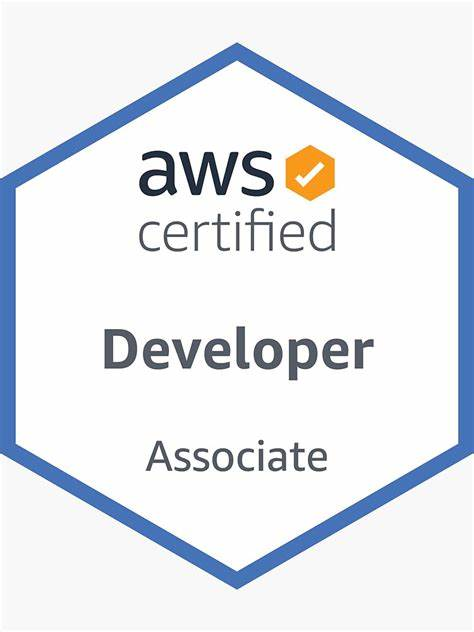 aws
certified
Developer
Associate